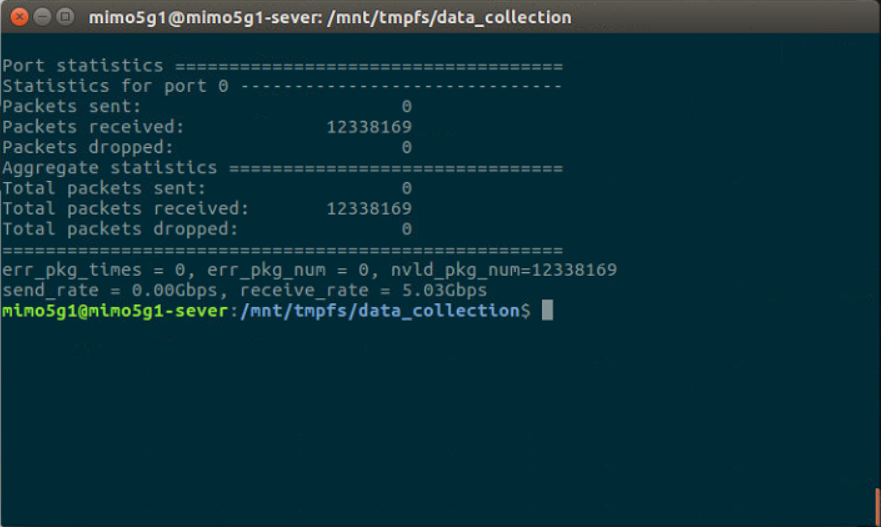 mimo5g1@mimo5g1-sever: /mnt/tmpfs/data_collection
Port statistics ====================================
Statistics for port 0 ------------------------------
Packets sent: 0
Packets received: 12338169
Packets dropped: 0
Aggregate statistics ===============================
Total packets sent: 0
Total packets received: 12338169
Total packets dropped: 0
====================================================
err_pkg_times = 0, err_pkg_num = 0, nvld_pkg_num=12338169
send_rate = 0.00Gbps, receive_rate = 5.03Gbps
mimo5g1@mimo5g1-sever:/mnt/tmpfs/data_collection$